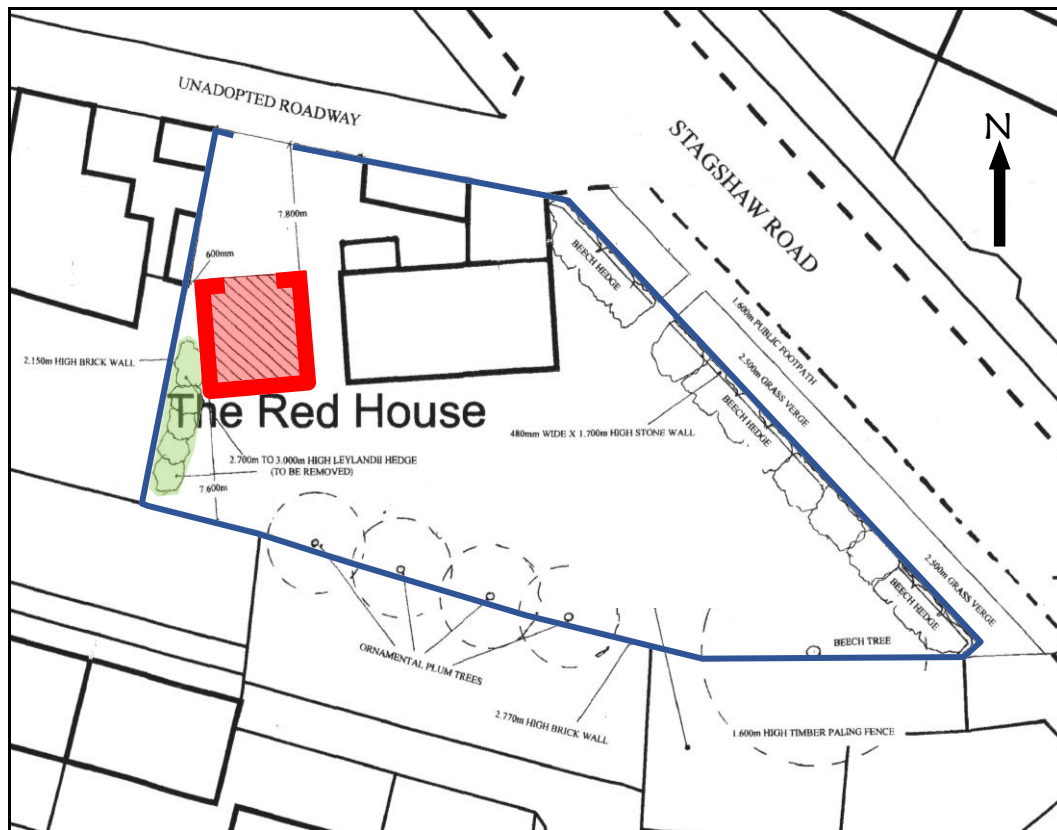 UNADOPTED ROADWAY
N
STAGSHAW ROAD
7.800m
600mm
BEECH HEDGE
1.600m PUBLIC FOOTPATH
2.500m GRASS VERGE
2.150m HIGH BRICK WALL
BEECH HEDGE
The Red House
480mm WIDE X 1.700m HIGH STONE WALL
2.700m TO 3.000m HIGH LEYLANDII HEDGE
(TO BE REMOVED)
7.600m
2.500m GRASS VERGE
BEECH HEDGE
BEECH TREE
ORNAMENTAL PLUM TREES
2.770m HIGH BRICK WALL
1.600m HIGH TIMBER PALING FENCE